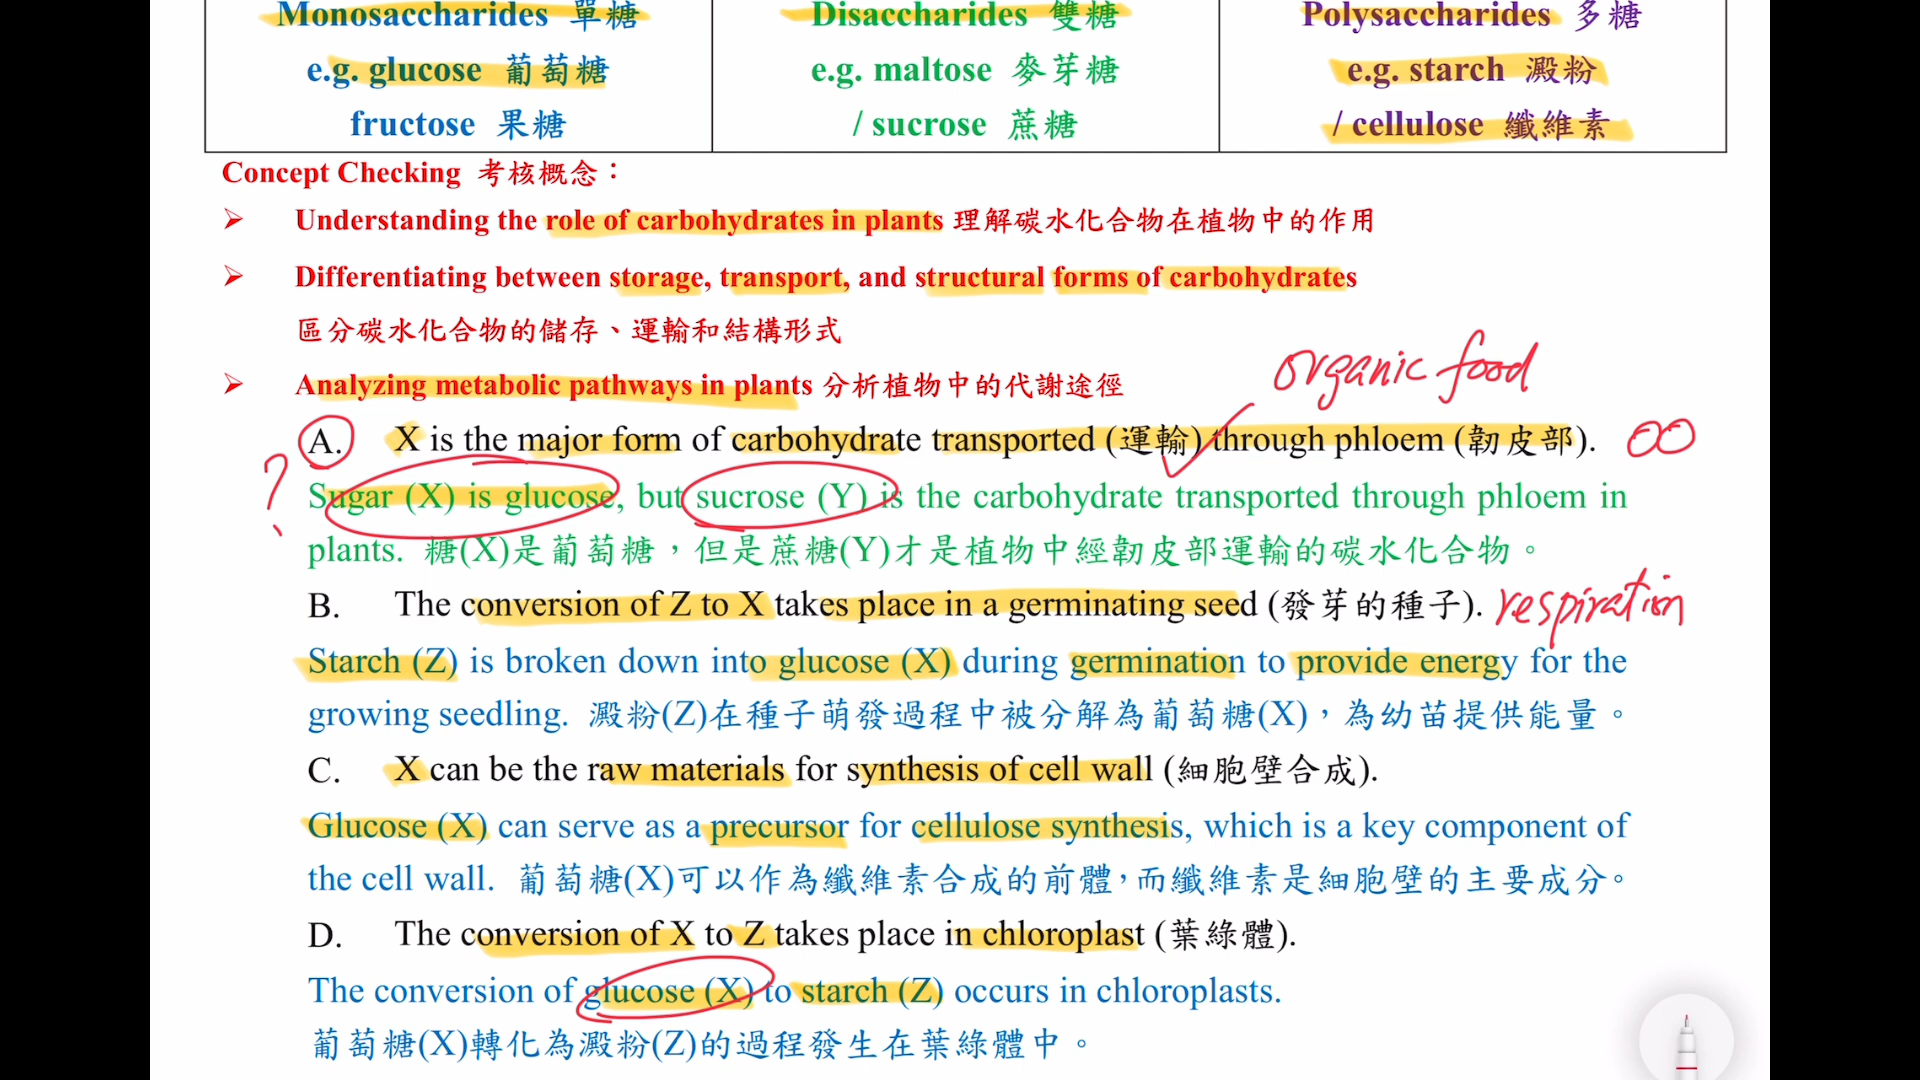 Monosaccharides 單糖
e.g. glucose 葡萄糖
fructose 果糖
Disaccharides 雙糖
e.g. maltose 麥芽糖
/ sucrose 蔗糖
Polysaccharides 多糖
e.g. starch 澱粉
/ cellulose 纖維素
Concept Checking 考核概念：
➢ Understanding the role of carbohydrates in plants 理解碳水化合物在植物中的作用
➢ Differentiating between storage, transport, and structural forms of carbohydrates
區分碳水化合物的儲存、運輸和結構形式
organic food
➢ Analyzing metabolic pathways in plants 分析植物中的代謝途徑
A. X is the major form of carbohydrate transported (運輸) through phloem (韌皮部).
?
Sugar (X) is glucose, but sucrose (Y) is the carbohydrate transported through phloem in
plants. 糖(X)是葡萄糖，但是蔗糖(Y)才是植物中經韌皮部運輸的碳水化合物。
B. The conversion of Z to X takes place in a germinating seed (發芽的種子). respiration
Starch (Z) is broken down into glucose (X) during germination to provide energy for the
growing seedling. 澱粉(Z)在種子萌發過程中被分解為葡萄糖(X)，為幼苗提供能量。
C. X can be the raw materials for synthesis of cell wall (細胞壁合成).
Glucose (X) can serve as a precursor for cellulose synthesis, which is a key component of
the cell wall. 葡萄糖(X)可以作為纖維素合成的前體，而纖維素是細胞壁的主要成分。
D. The conversion of X to Z takes place in chloroplast (葉綠體).
The conversion of glucose (X) to starch (Z) occurs in chloroplasts.
葡萄糖(X)轉化為澱粉(Z)的過程發生在葉綠體中。